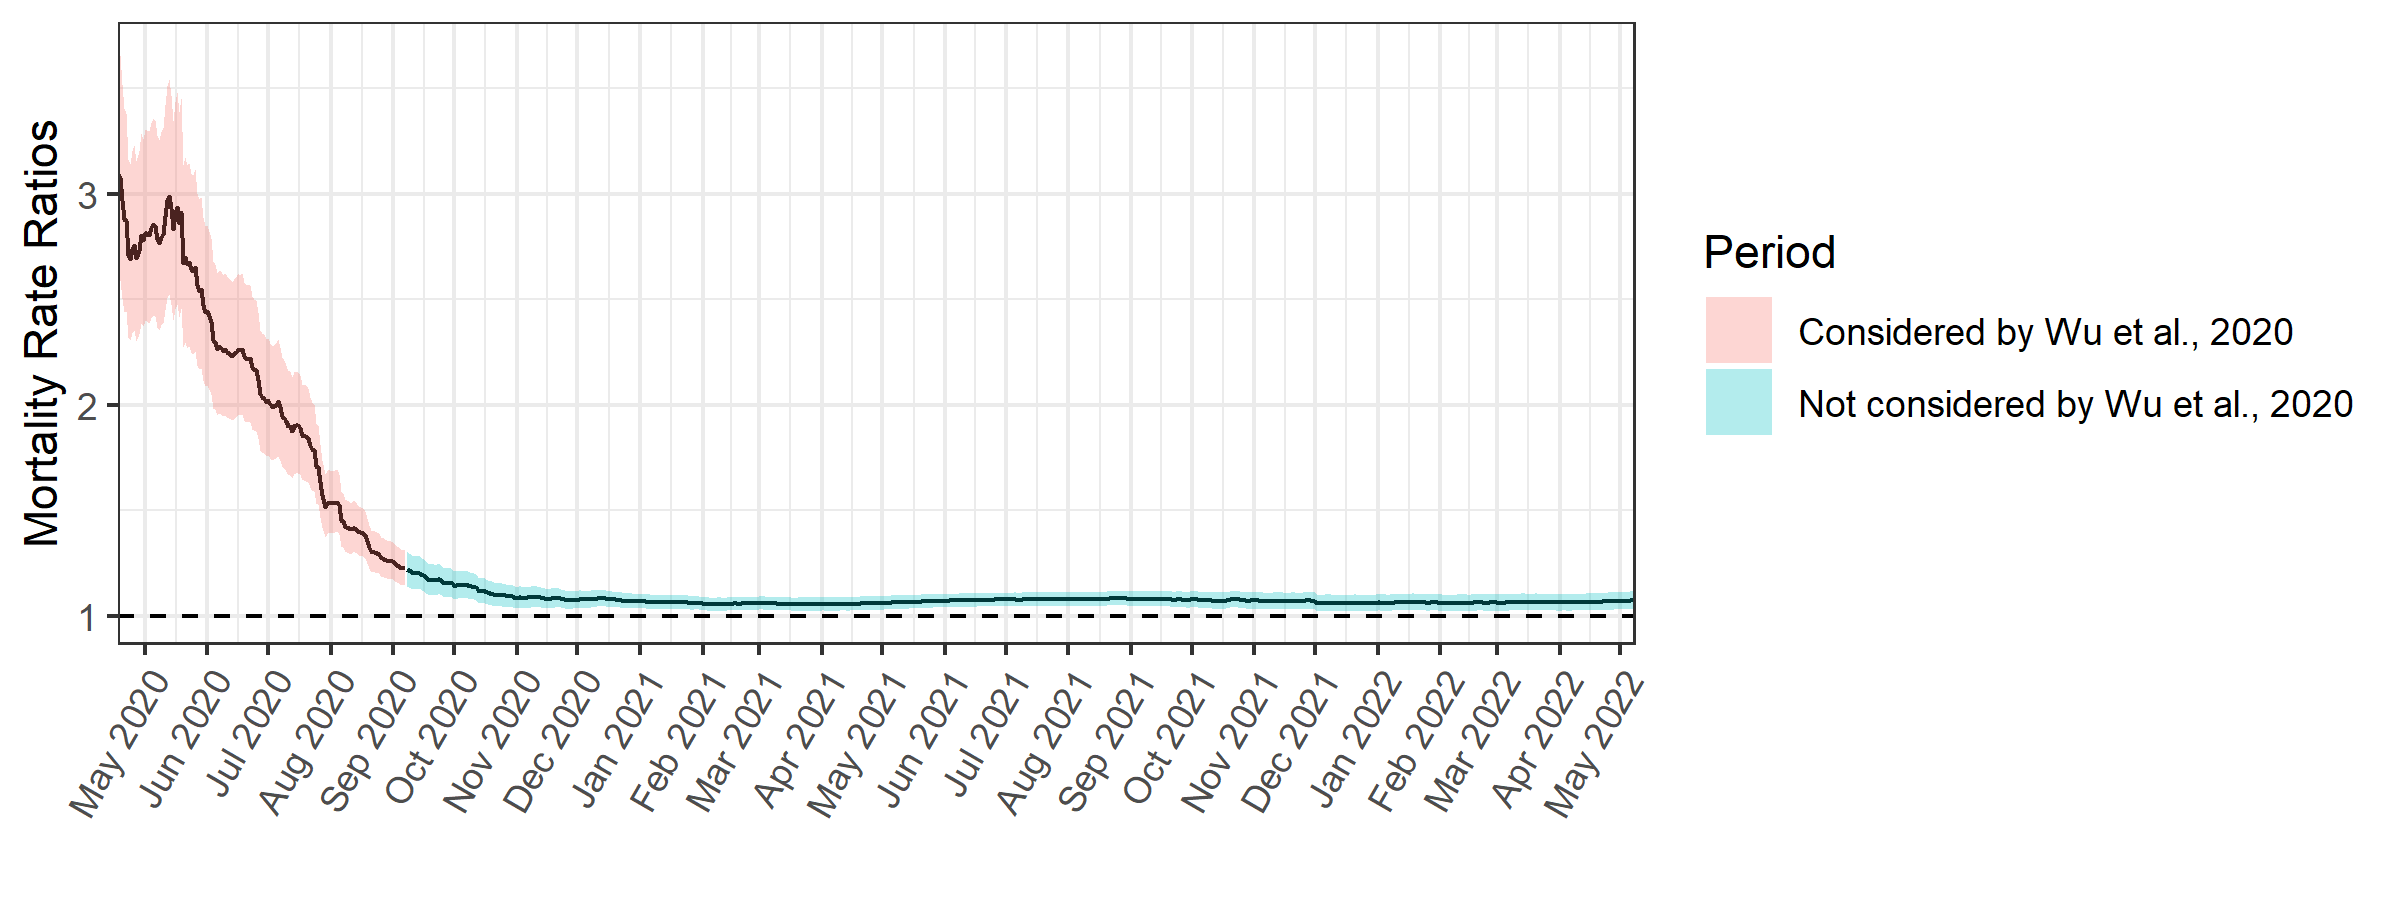 Mortality Rate Ratios
3
2
1
May 2020
Jun 2020
Jul 2020
Aug 2020
Sep 2020
Oct 2020
Nov 2020
Dec 2020
Jan 2021
Feb 2021
Mar 2021
Apr 2021
May 2021
Jun 2021
Jul 2021
Aug 2021
Sep 2021
Oct 2021
Nov 2021
Dec 2021
Jan 2022
Feb 2022
Mar 2022
Apr 2022
May 2022
Period
Considered by Wu et al., 2020
Not considered by Wu et al., 2020